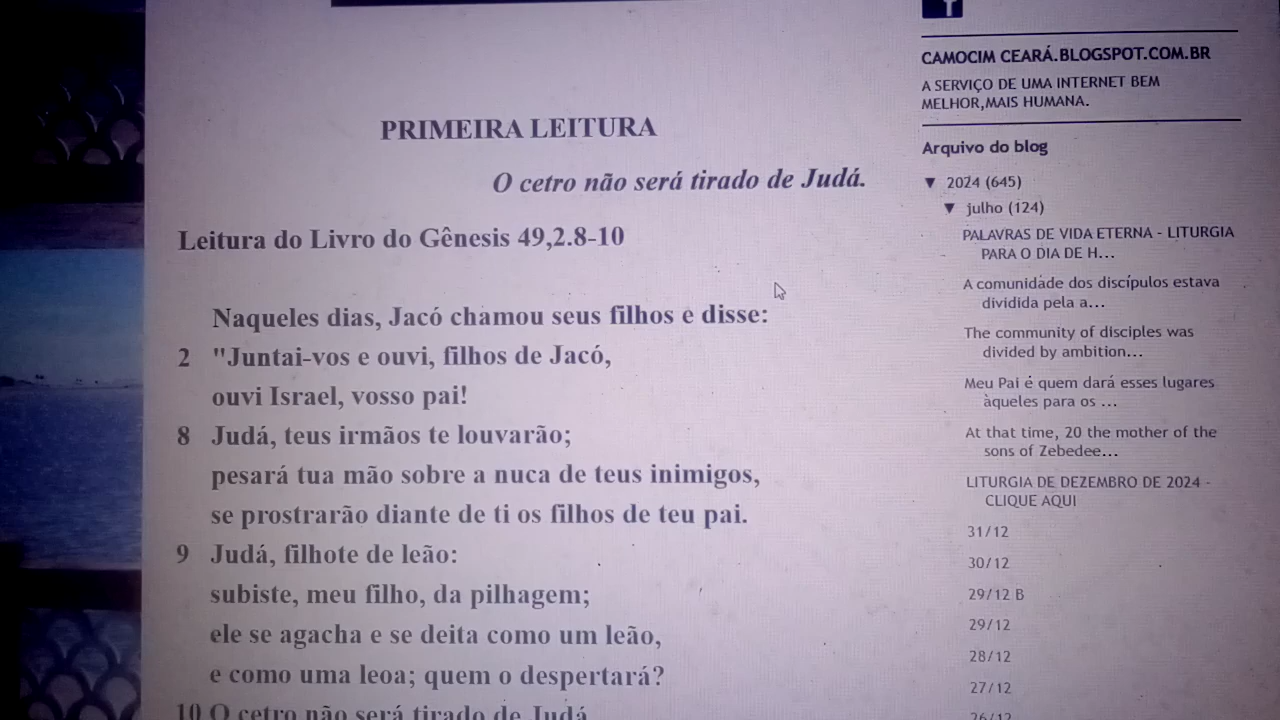 PRIMEIRA LEITURA
O cetro não será tirado de Judá.
Leitura do Livro do Gênesis 49,2.8-10
Naqueles dias, Jacó chamou seus filhos e disse:
2 "Juntai-vos e ouvi, filhos de Jacó,
ouvi Israel, vosso pai!
8 Judá, teus irmãos te louvarão;
pesará tua mão sobre a nuca de teus inimigos,
se prostrarão diante de ti os filhos de teu pai.
9 Judá, filhote de leão:
subiste, meu filho, da pilhagem;
ele se agacha e se deita como um leão,
e como uma leoa; quem o despertará?
10 O cetro não será tirado de Judá
CAMOCIM CEARÁ.BLOGSPOT.COM.BR
A SERVIÇO DE UMA INTERNET BEM
MELHOR,MAIS HUMANA.
Arquivo do blog
▼ 2024 (645)
▼ julho (124)
PALAVRAS DE VIDA ETERNA - LITURGIA
PARA O DIA DE H...
A comunidade dos discípulos estava
dividida pela a...
The community of disciples was
divided by ambition...
Meu Pai é quem dará esses lugares
àqueles para os ...
At that time, 20 the mother of the
sons of Zebedee...
LITURGIA DE DEZEMBRO DE 2024 -
CLIQUE AQUI
31/12
30/12
29/12 B
29/12
28/12
27/12
26/12